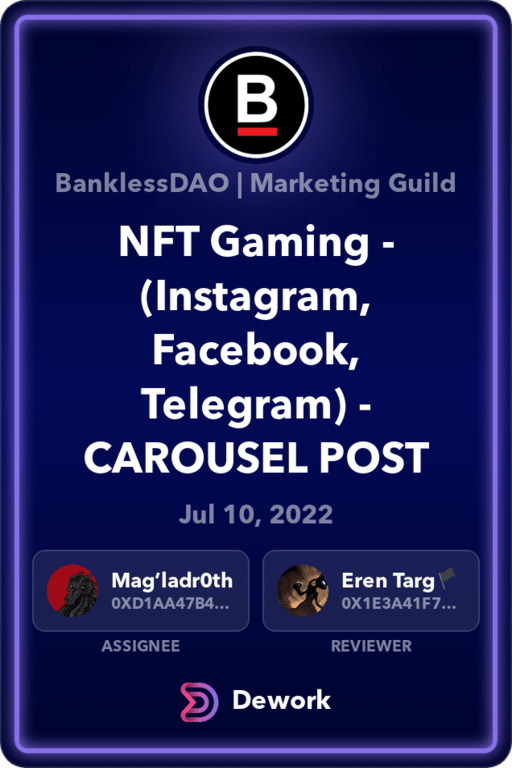 B
BanklessDAO | Marketing Guild
NFT Gaming -
(Instagram,
Facebook,
Telegram) -
CAROUSEL POST
Jul 10, 2022
Mag’ladr0th
0XD1AA47B4...
ASSIGNEE
Eren Targ🏴
0X1E3A41F7...
REVIEWER
Dework